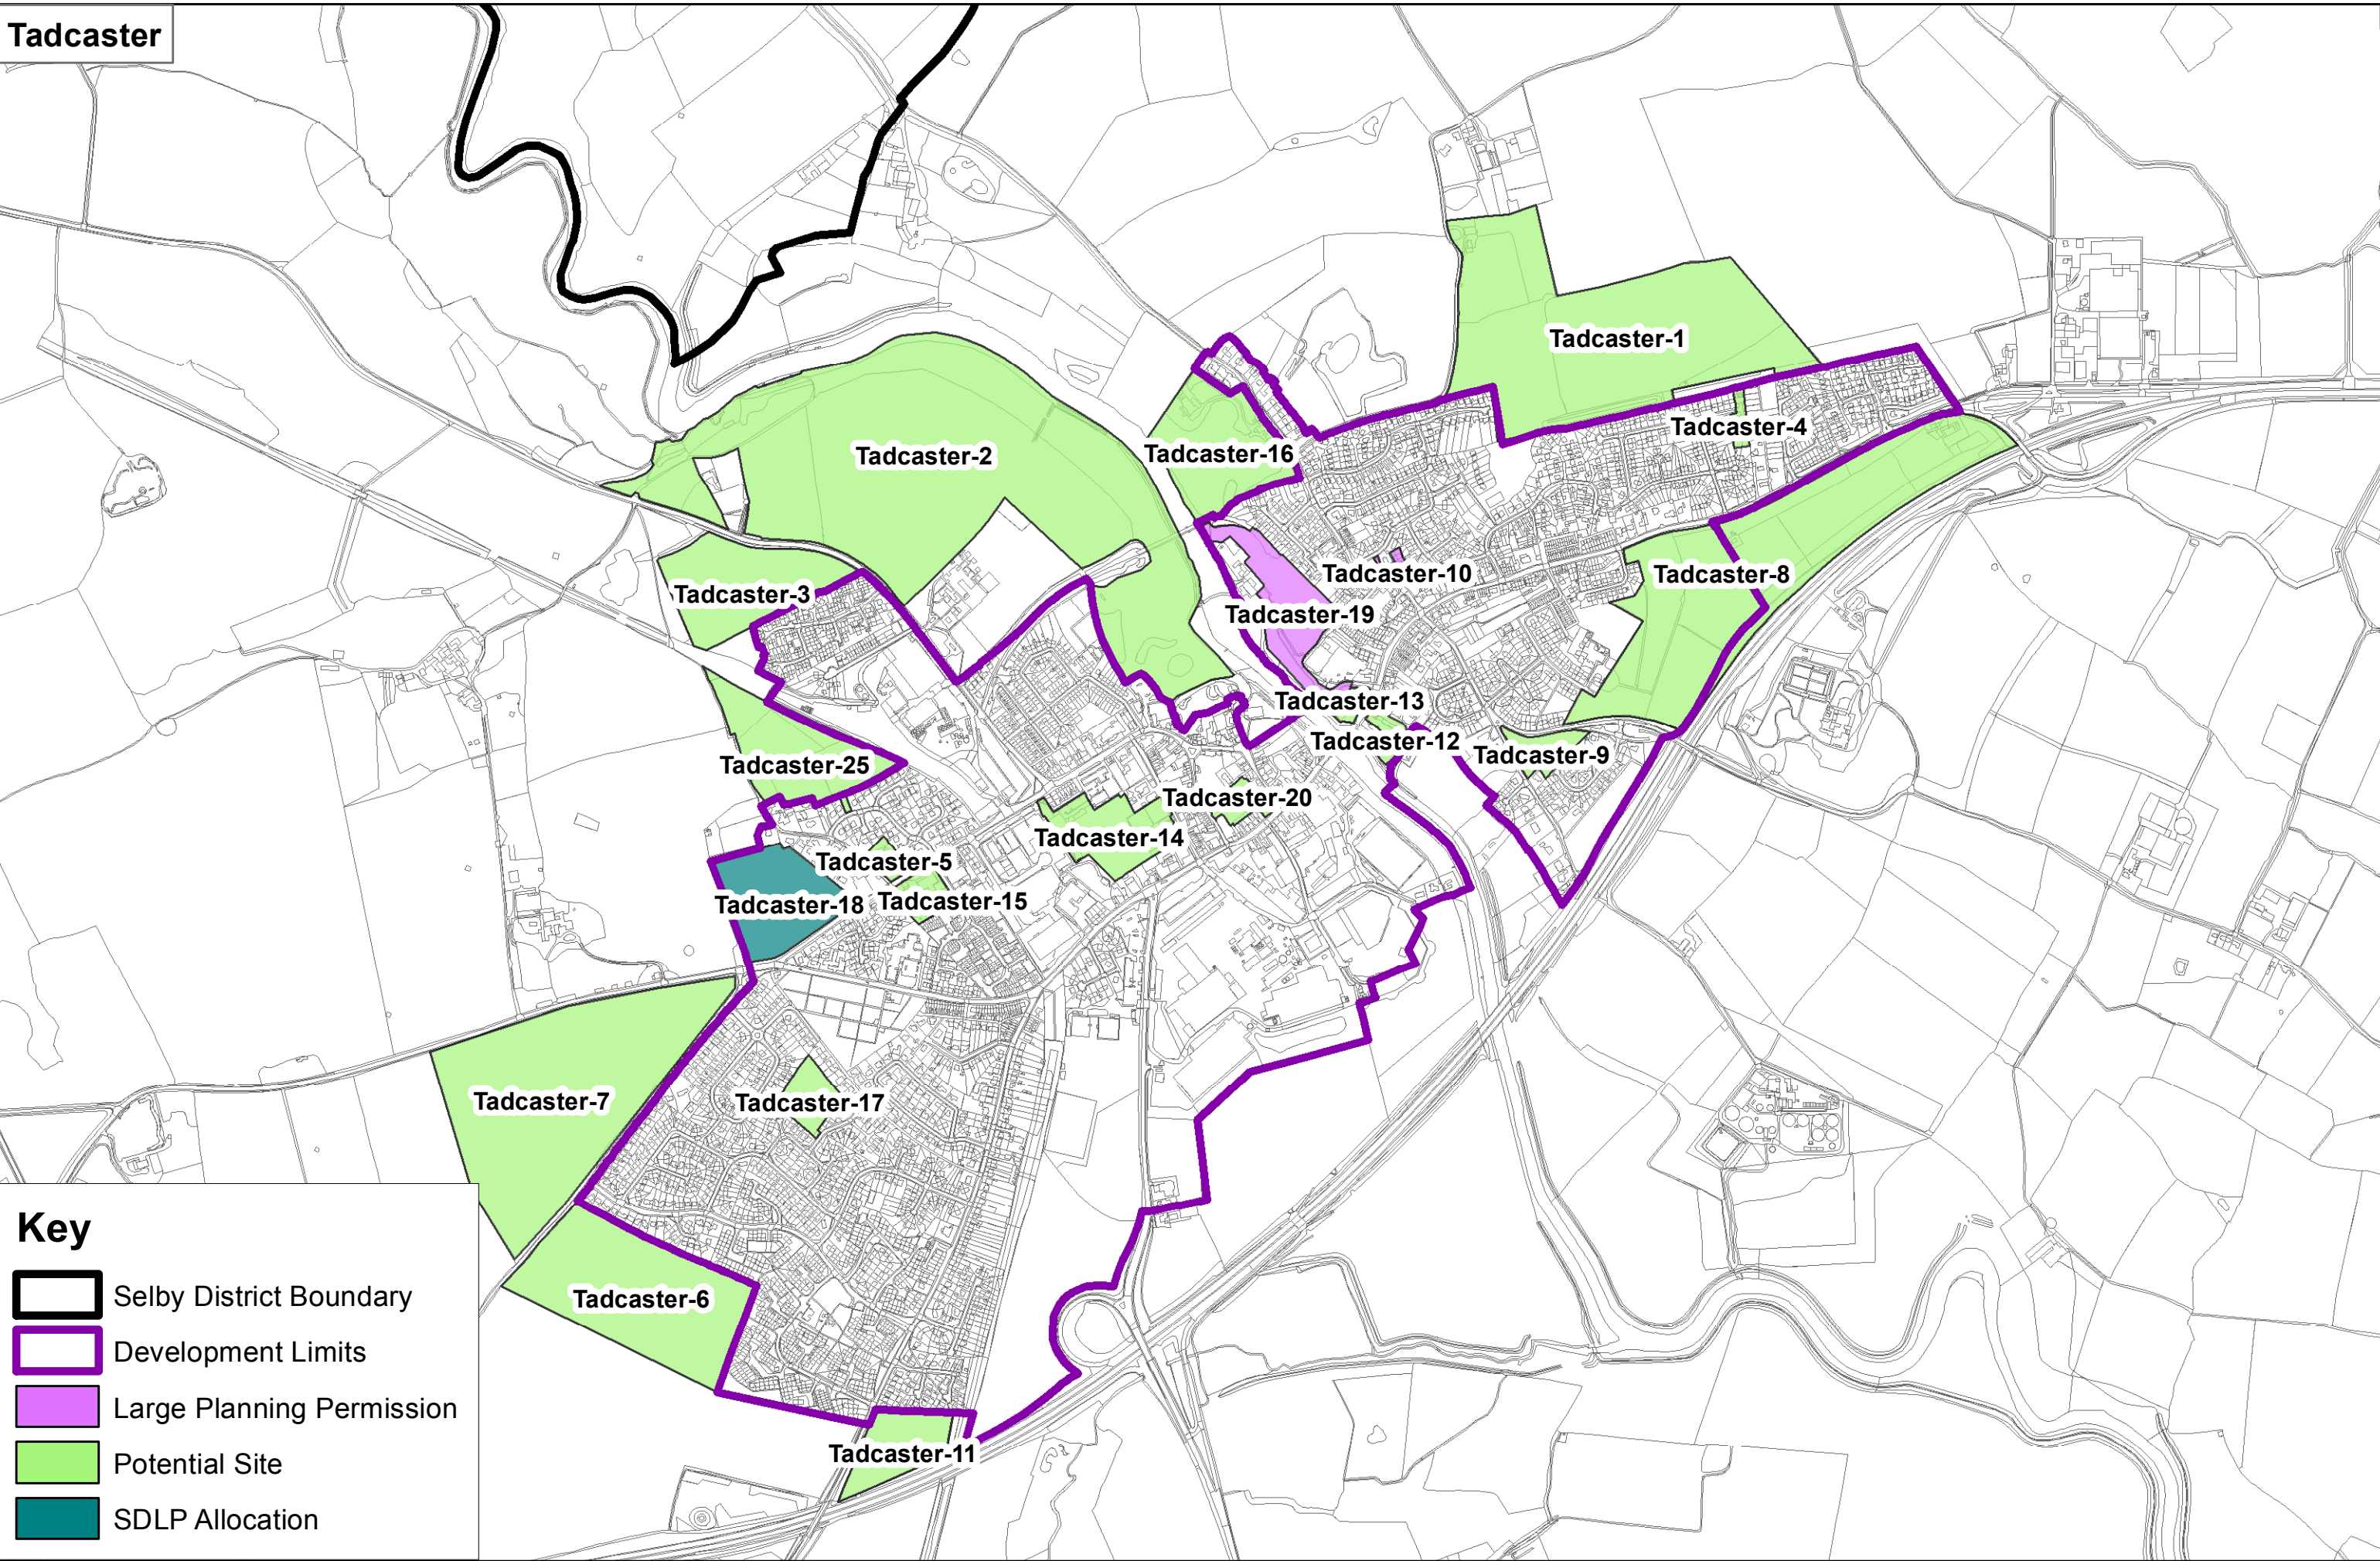 Tadcaster
Tadcaster-1
Tadcaster-4
Tadcaster-2
Tadcaster-16
Tadcaster-3
Tadcaster-10
Tadcaster-8
Tadcaster-19
Tadcaster-13
Tadcaster-12
Tadcaster-9
Tadcaster-25
Tadcaster-20
Tadcaster-14
Tadcaster-5
Tadcaster-18
Tadcaster-15
Tadcaster-7
Tadcaster-17
Tadcaster-6
Tadcaster-11
Key
Selby District Boundary
Development Limits
Large Planning Permission
Potential Site
SDLP Allocation